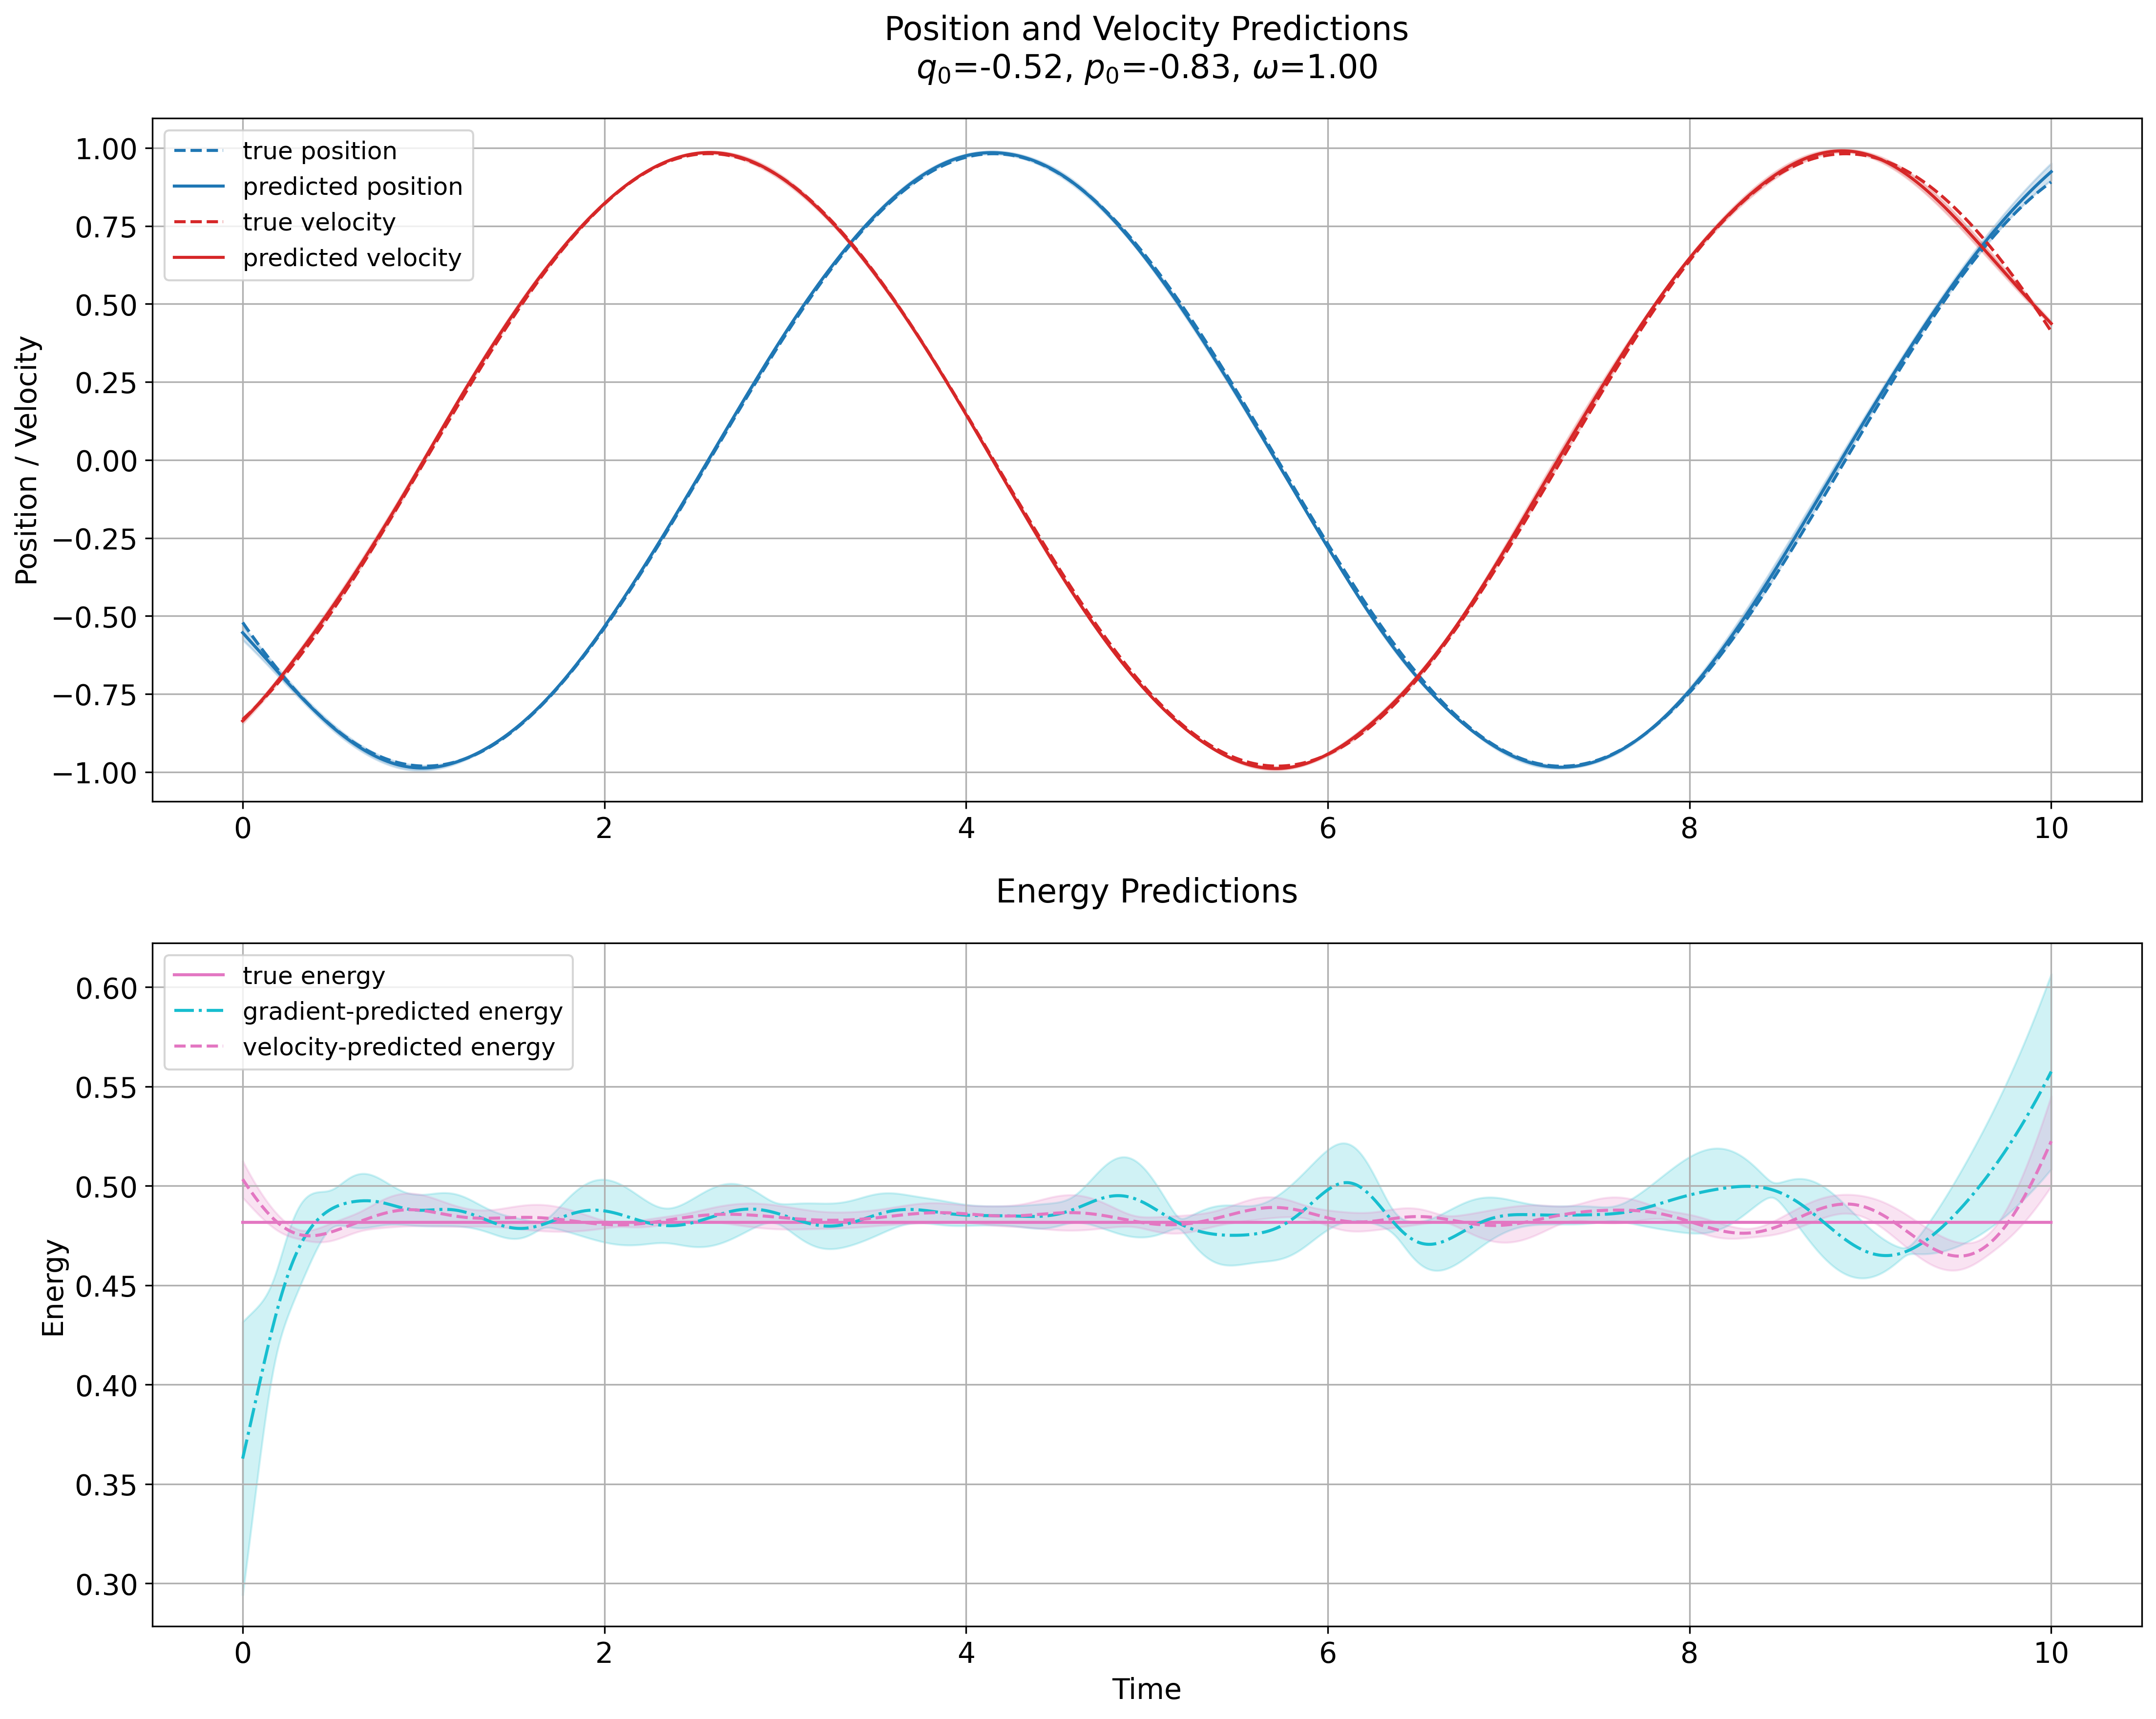 Position and Velocity Predictions
q₀=-0.52, p₀=-0.83, ω=1.00
true position
predicted position
true velocity
predicted velocity
1.00
0.75
0.50
0.25
0.00
−0.25
−0.50
−0.75
−1.00
Position / Velocity
0 2 4 6 8 10
Energy Predictions
true energy
gradient-predicted energy
velocity-predicted energy
0.60
0.55
0.50
0.45
0.40
0.35
0.30
Energy
0 2 4 6 8 10
Time